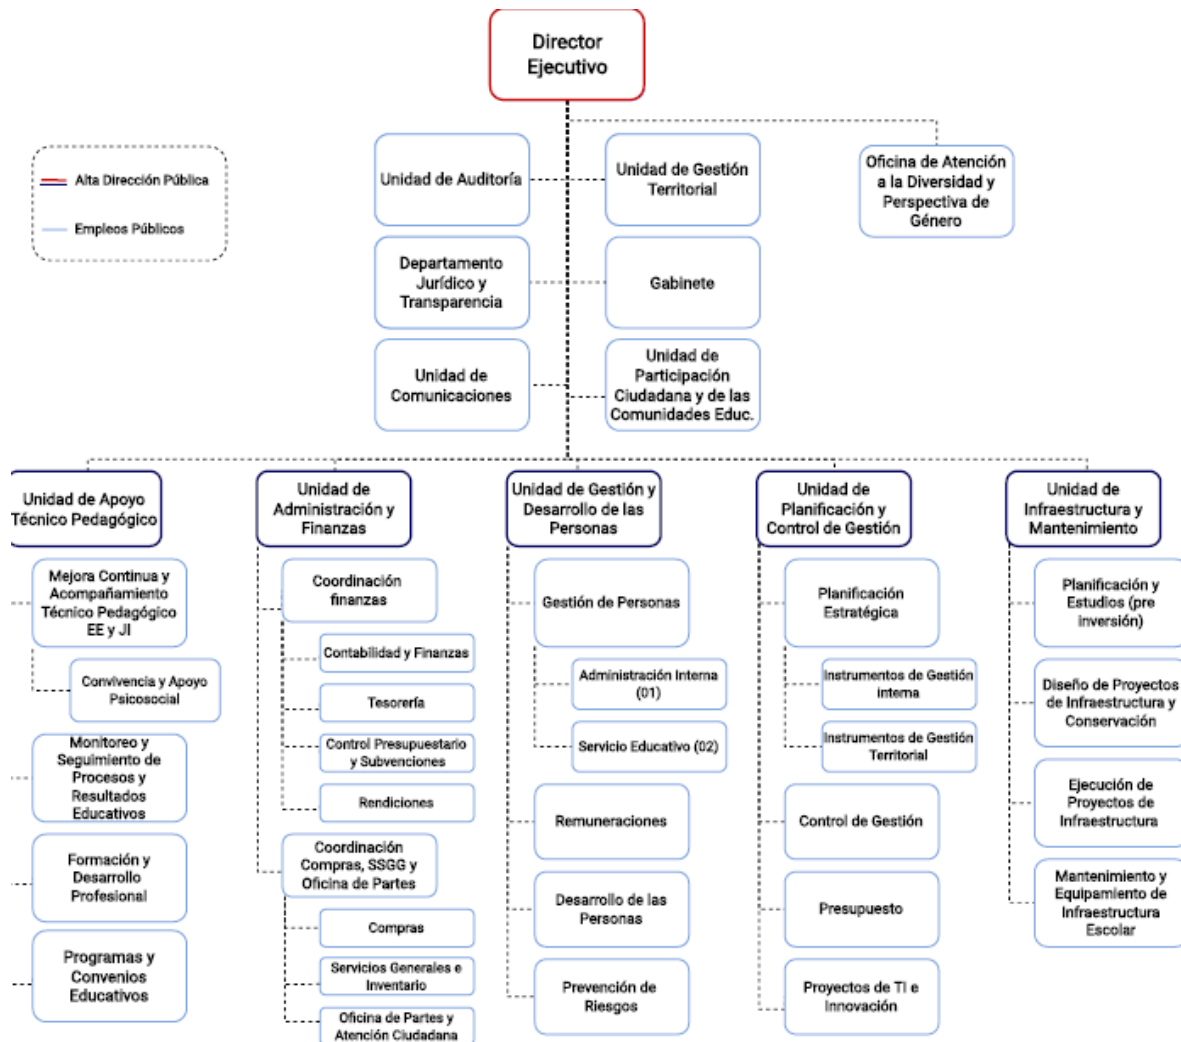 Director
Ejecutivo
Alta Dirección Pública
Empleos Públicos
Unidad de Auditoría
Unidad de Gestión
Territorial
Oficina de Atención
a la Diversidad y
Perspectiva de
Género
Departamento
Jurídico y
Transparencia
Gabinete
Unidad de
Comunicaciones
Unidad de
Participación
Ciudadana y de las
Comunidades Educ.
Unidad de Apoyo
Técnico Pedagógico
Unidad de
Administración y
Finanzas
Unidad de Gestión y
Desarrollo de las
Personas
Unidad de
Planificación y
Control de Gestión
Unidad de
Infraestructura y
Mantenimiento
Mejora Continua y
Acompañamiento
Técnico Pedagógico
EE y JI
Convivencia y Apoyo
Psicosocial
Monitoreo y
Seguimiento de
Procesos y
Resultados
Educativos
Formación y
Desarrollo
Profesional
Programas y
Convenios
Educativos
Coordinación
finanzas
Contabilidad y Finanzas
Tesorería
Control Presupuestario
y Subvenciones
Rendiciones
Coordinación
Compras, SSGG y
Oficina de Partes
Compras
Servicios Generales e
Inventario
Oficina de Partes y
Atención Ciudadana
Gestión de Personas
Administración Interna
(01)
Servicio Educativo (02)
Remuneraciones
Desarrollo de las
Personas
Prevención de
Riesgos
Planificación
Estratégica
Instrumentos de Gestión
interna
Instrumentos de Gestión
Territorial
Control de Gestión
Presupuesto
Proyectos de TI e
Innovación
Planificación y
Estudios (pre
inversión)
Diseño de Proyectos
de Infraestructura y
Conservación
Ejecución de
Proyectos de
Infraestructura
Mantenimiento y
Equipamiento de
Infraestructura
Escolar